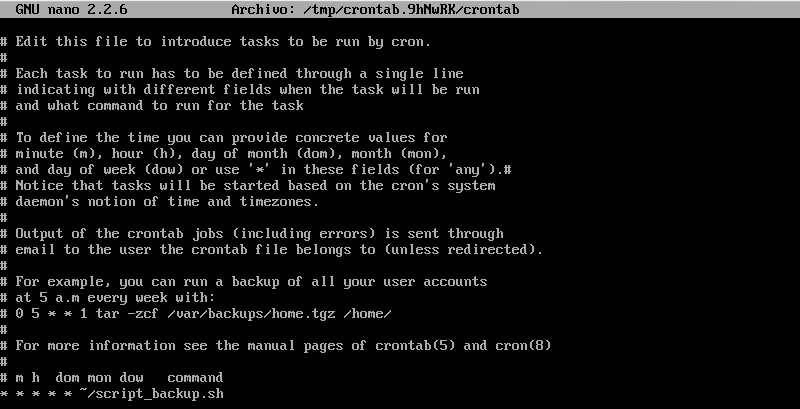 GNU nano 2.2.6 Archivo: /tmp/crontab.9hNwRK/crontab
# Edit this file to introduce tasks to be run by cron.
#
# Each task to run has to be defined through a single line
# indicating with different fields when the task will be run
# and what command to run for the task
#
# To define the time you can provide concrete values for
# minute (m), hour (h), day of month (dom), month (mon),
# and day of week (dow) or use '*' in these fields (for 'any').#
# Notice that tasks will be started based on the cron's system
# daemon's notion of time and timezones.
#
# Output of the crontab jobs (including errors) is sent through
# email to the user the crontab file belongs to (unless redirected).
#
# For example, you can run a backup of all your user accounts
# at 5 a.m every week with:
# 0 5 * * 1 tar -zcf /var/backups/home.tgz /home/
#
# For more information see the manual pages of crontab(5) and cron(8)
#
# m h  dom mon dow   command
* * * * * ~/script_backup.sh